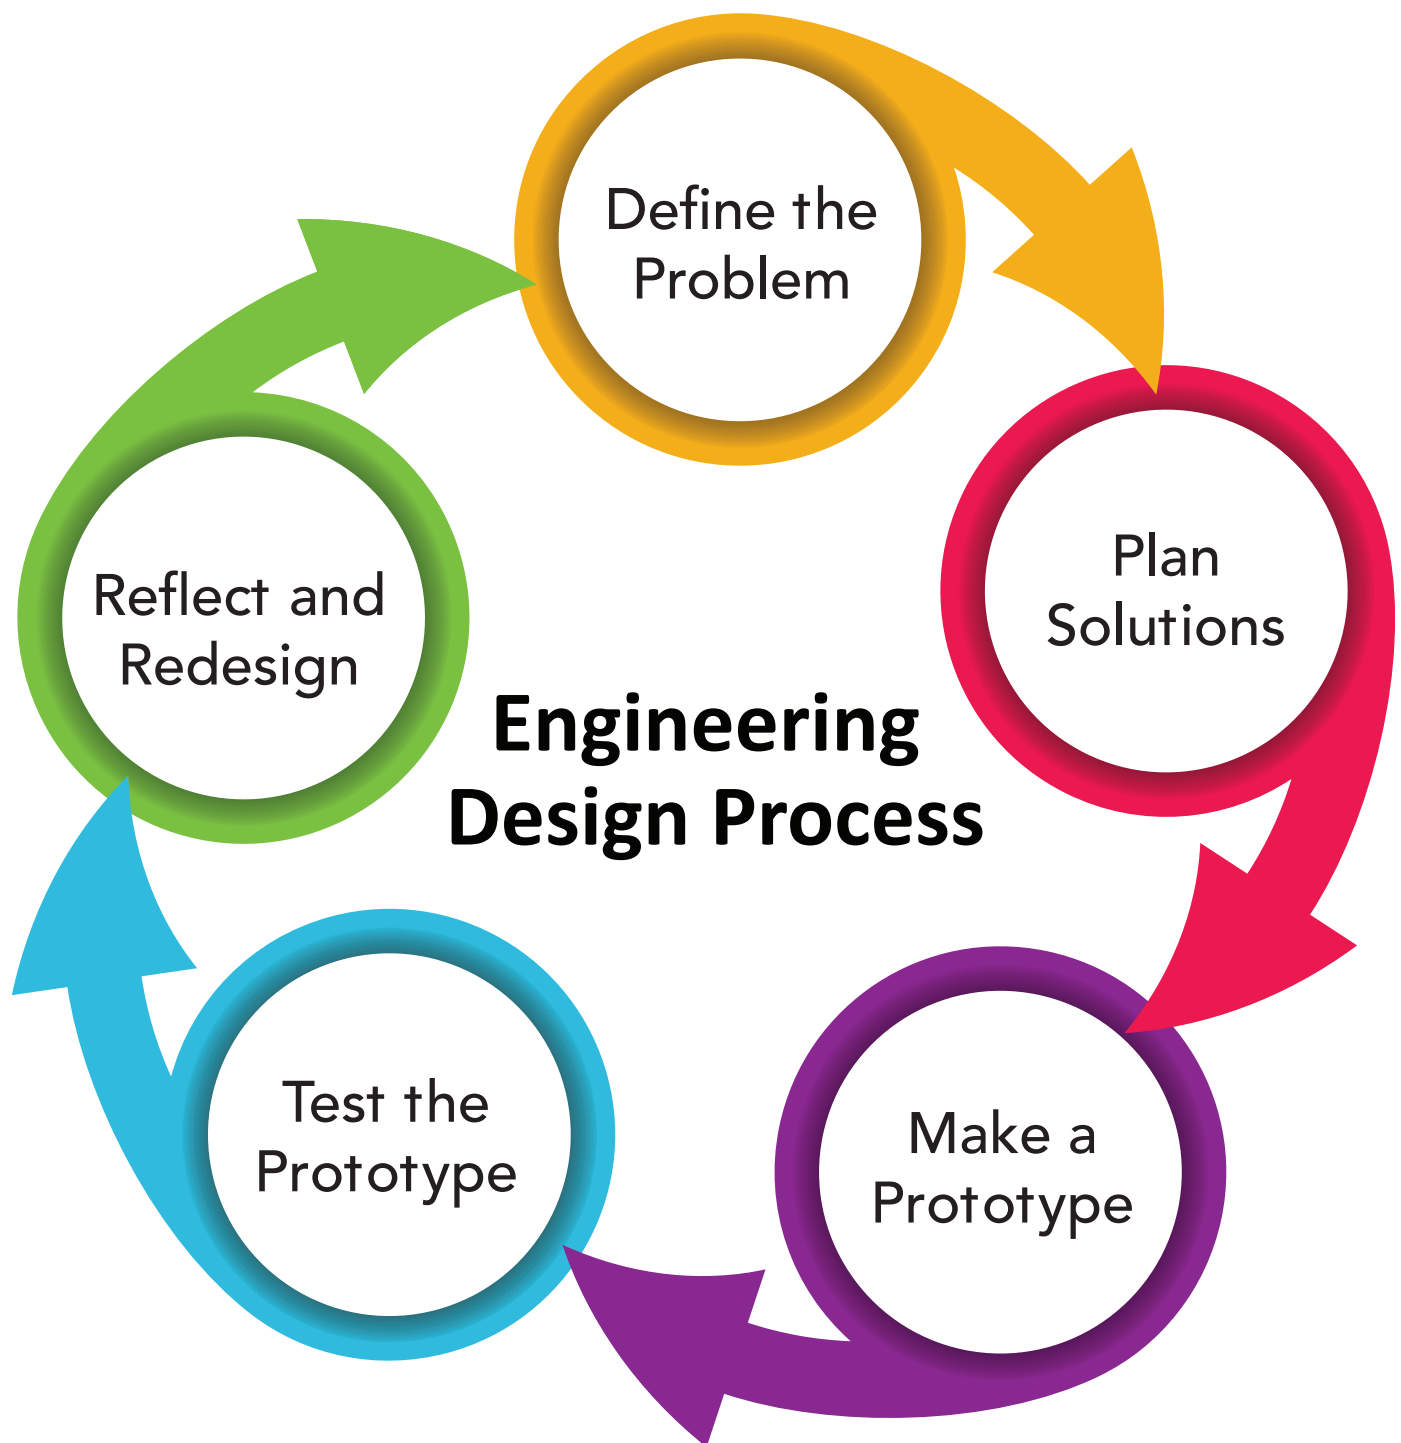 Define the
Problem
Plan
Solutions
Make a
Prototype
Test the
Prototype
Reflect and
Redesign
Engineering
Design Process